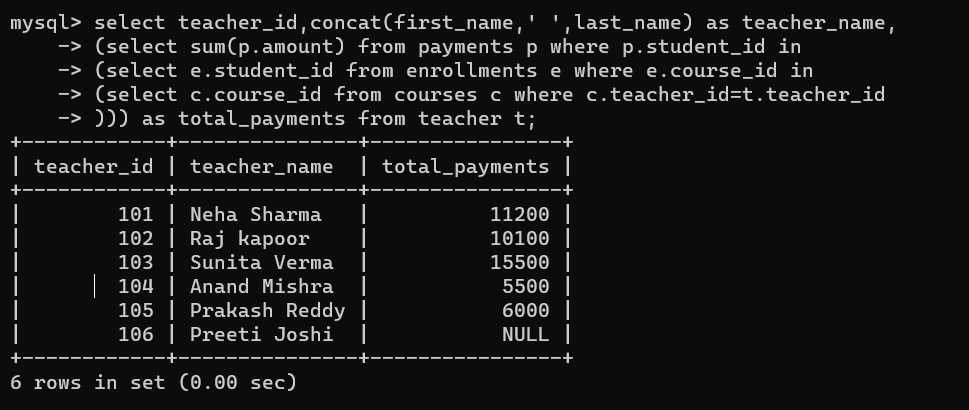 mysql> select teacher_id,concat(first_name,' ',last_name) as teacher_name,
    -> (select sum(p.amount) from payments p where p.student_id in
    -> (select e.student_id from enrollments e where e.course_id in
    -> (select c.course_id from courses c where c.teacher_id=t.teacher_id
    -> ))) as total_payments from teacher t;
+------------+---------------+----------------+
| teacher_id | teacher_name  | total_payments |
+------------+---------------+----------------+
|        101 | Neha Sharma   |          11200 |
|        102 | Raj kapoor    |          10100 |
|        103 | Sunita Verma  |          15500 |
|        104 | Anand Mishra  |           5500 |
|        105 | Prakash Reddy |           6000 |
|        106 | Preeti Joshi  |           NULL |
+------------+---------------+----------------+
6 rows in set (0.00 sec)